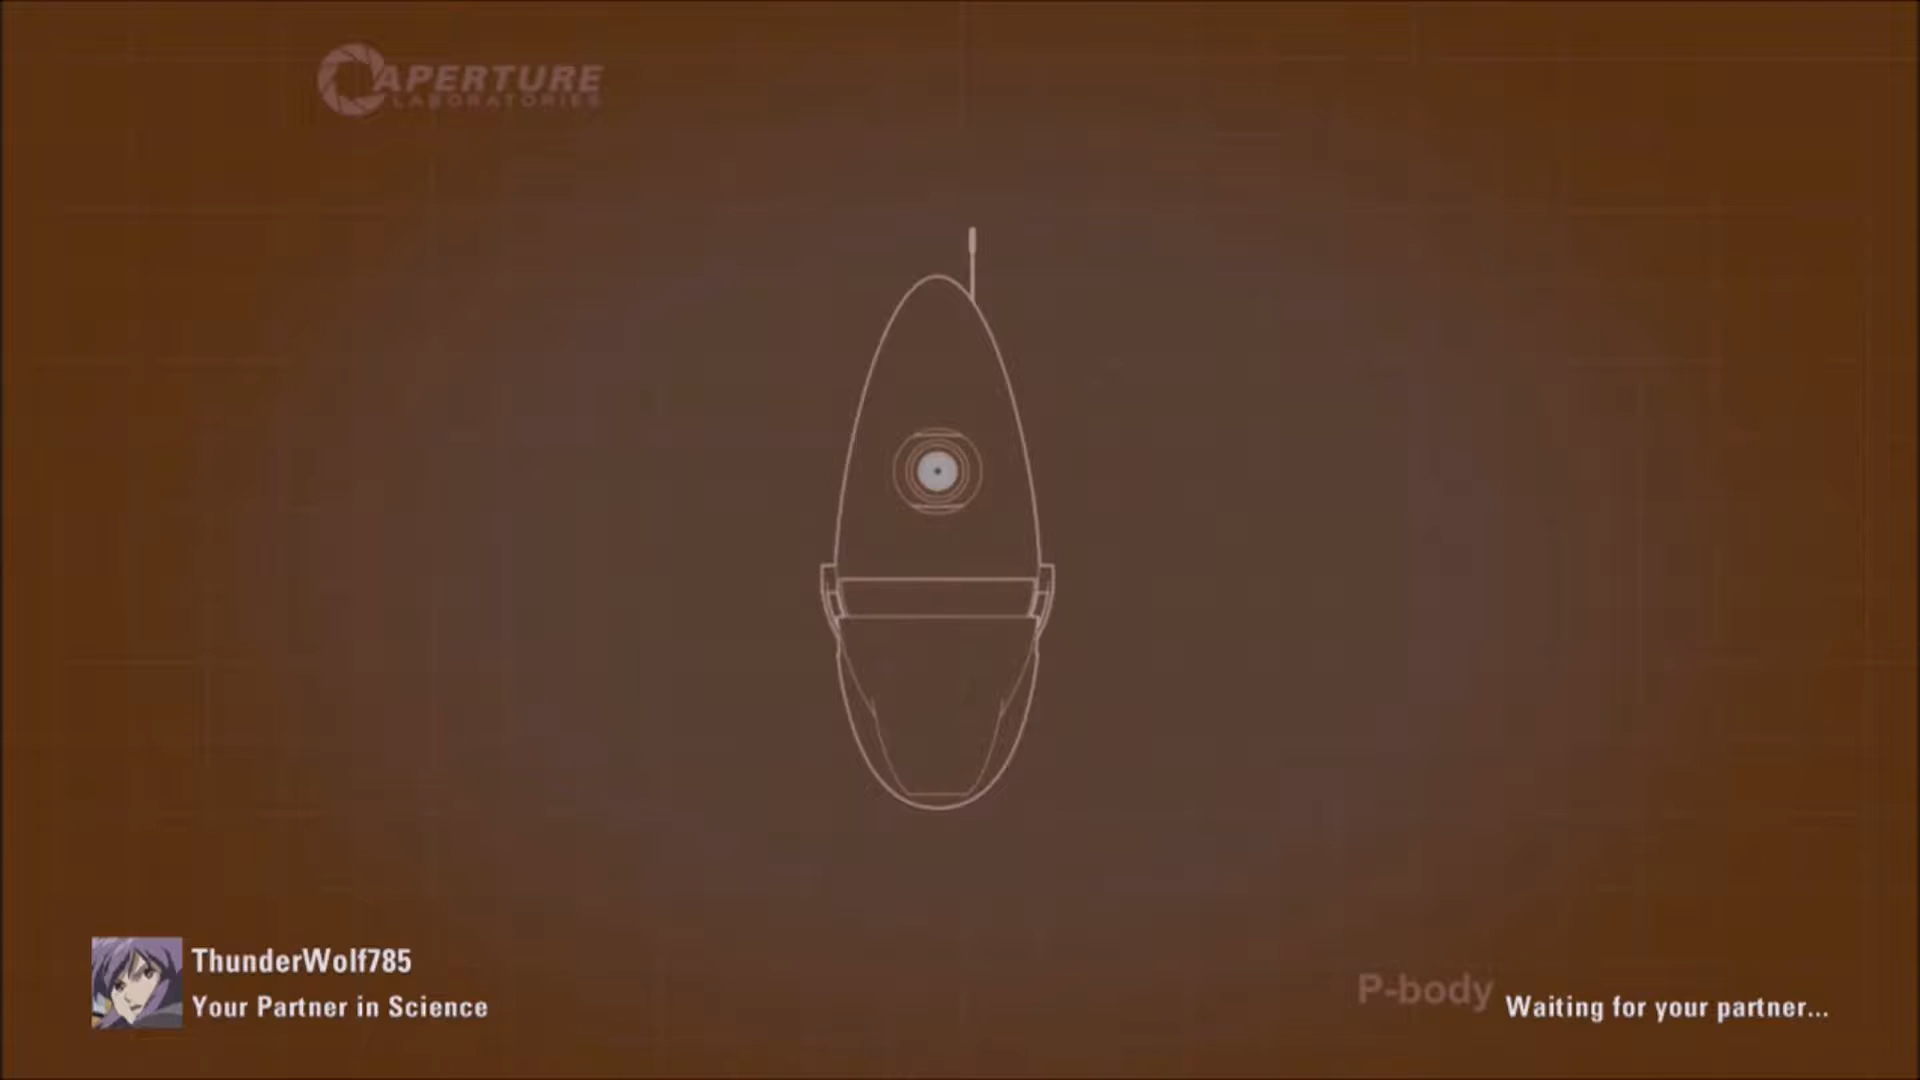 APERTURE
LABORATORIES
ThunderWolf785
Your Partner in Science
P-body
Waiting for your partner...